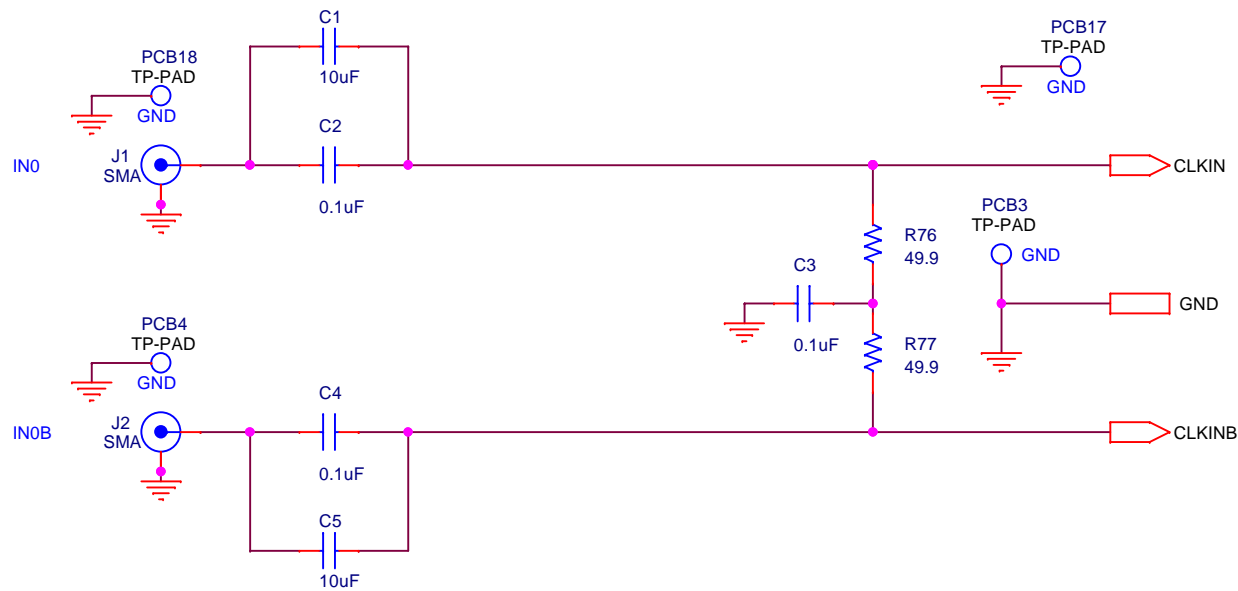 C1
10uF
PCB18
TP-PAD
GND
PCB17
TP-PAD
GND
C2
0.1uF
IN0
J1
SMA
CLKIN
R76
49.9
PCB3
TP-PAD
GND
C3
0.1uF
GND
R77
49.9
PCB4
TP-PAD
GND
C4
0.1uF
IN0B
J2
SMA
CLKINB
C5
10uF